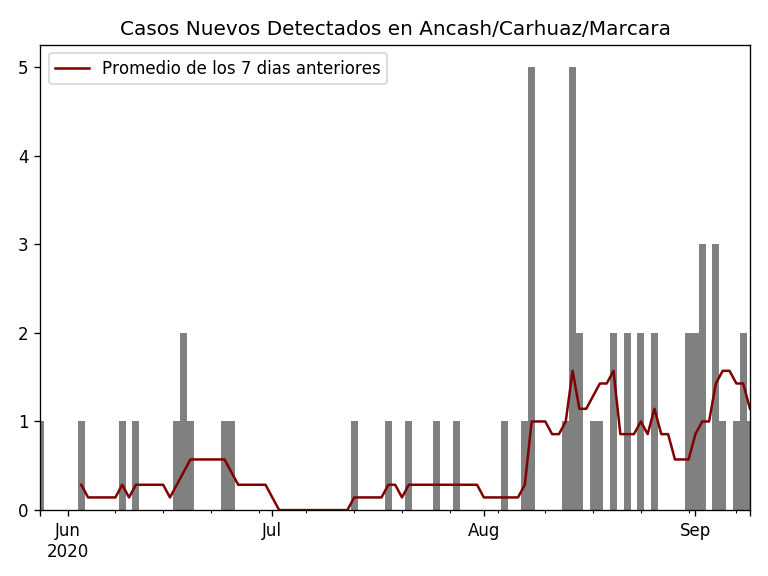 Casos Nuevos Detectados en Ancash/Carhuaz/Marcara
Promedio de los 7 dias anteriores
5
4
3
2
1
0
Jun Jul Aug Sep
2020